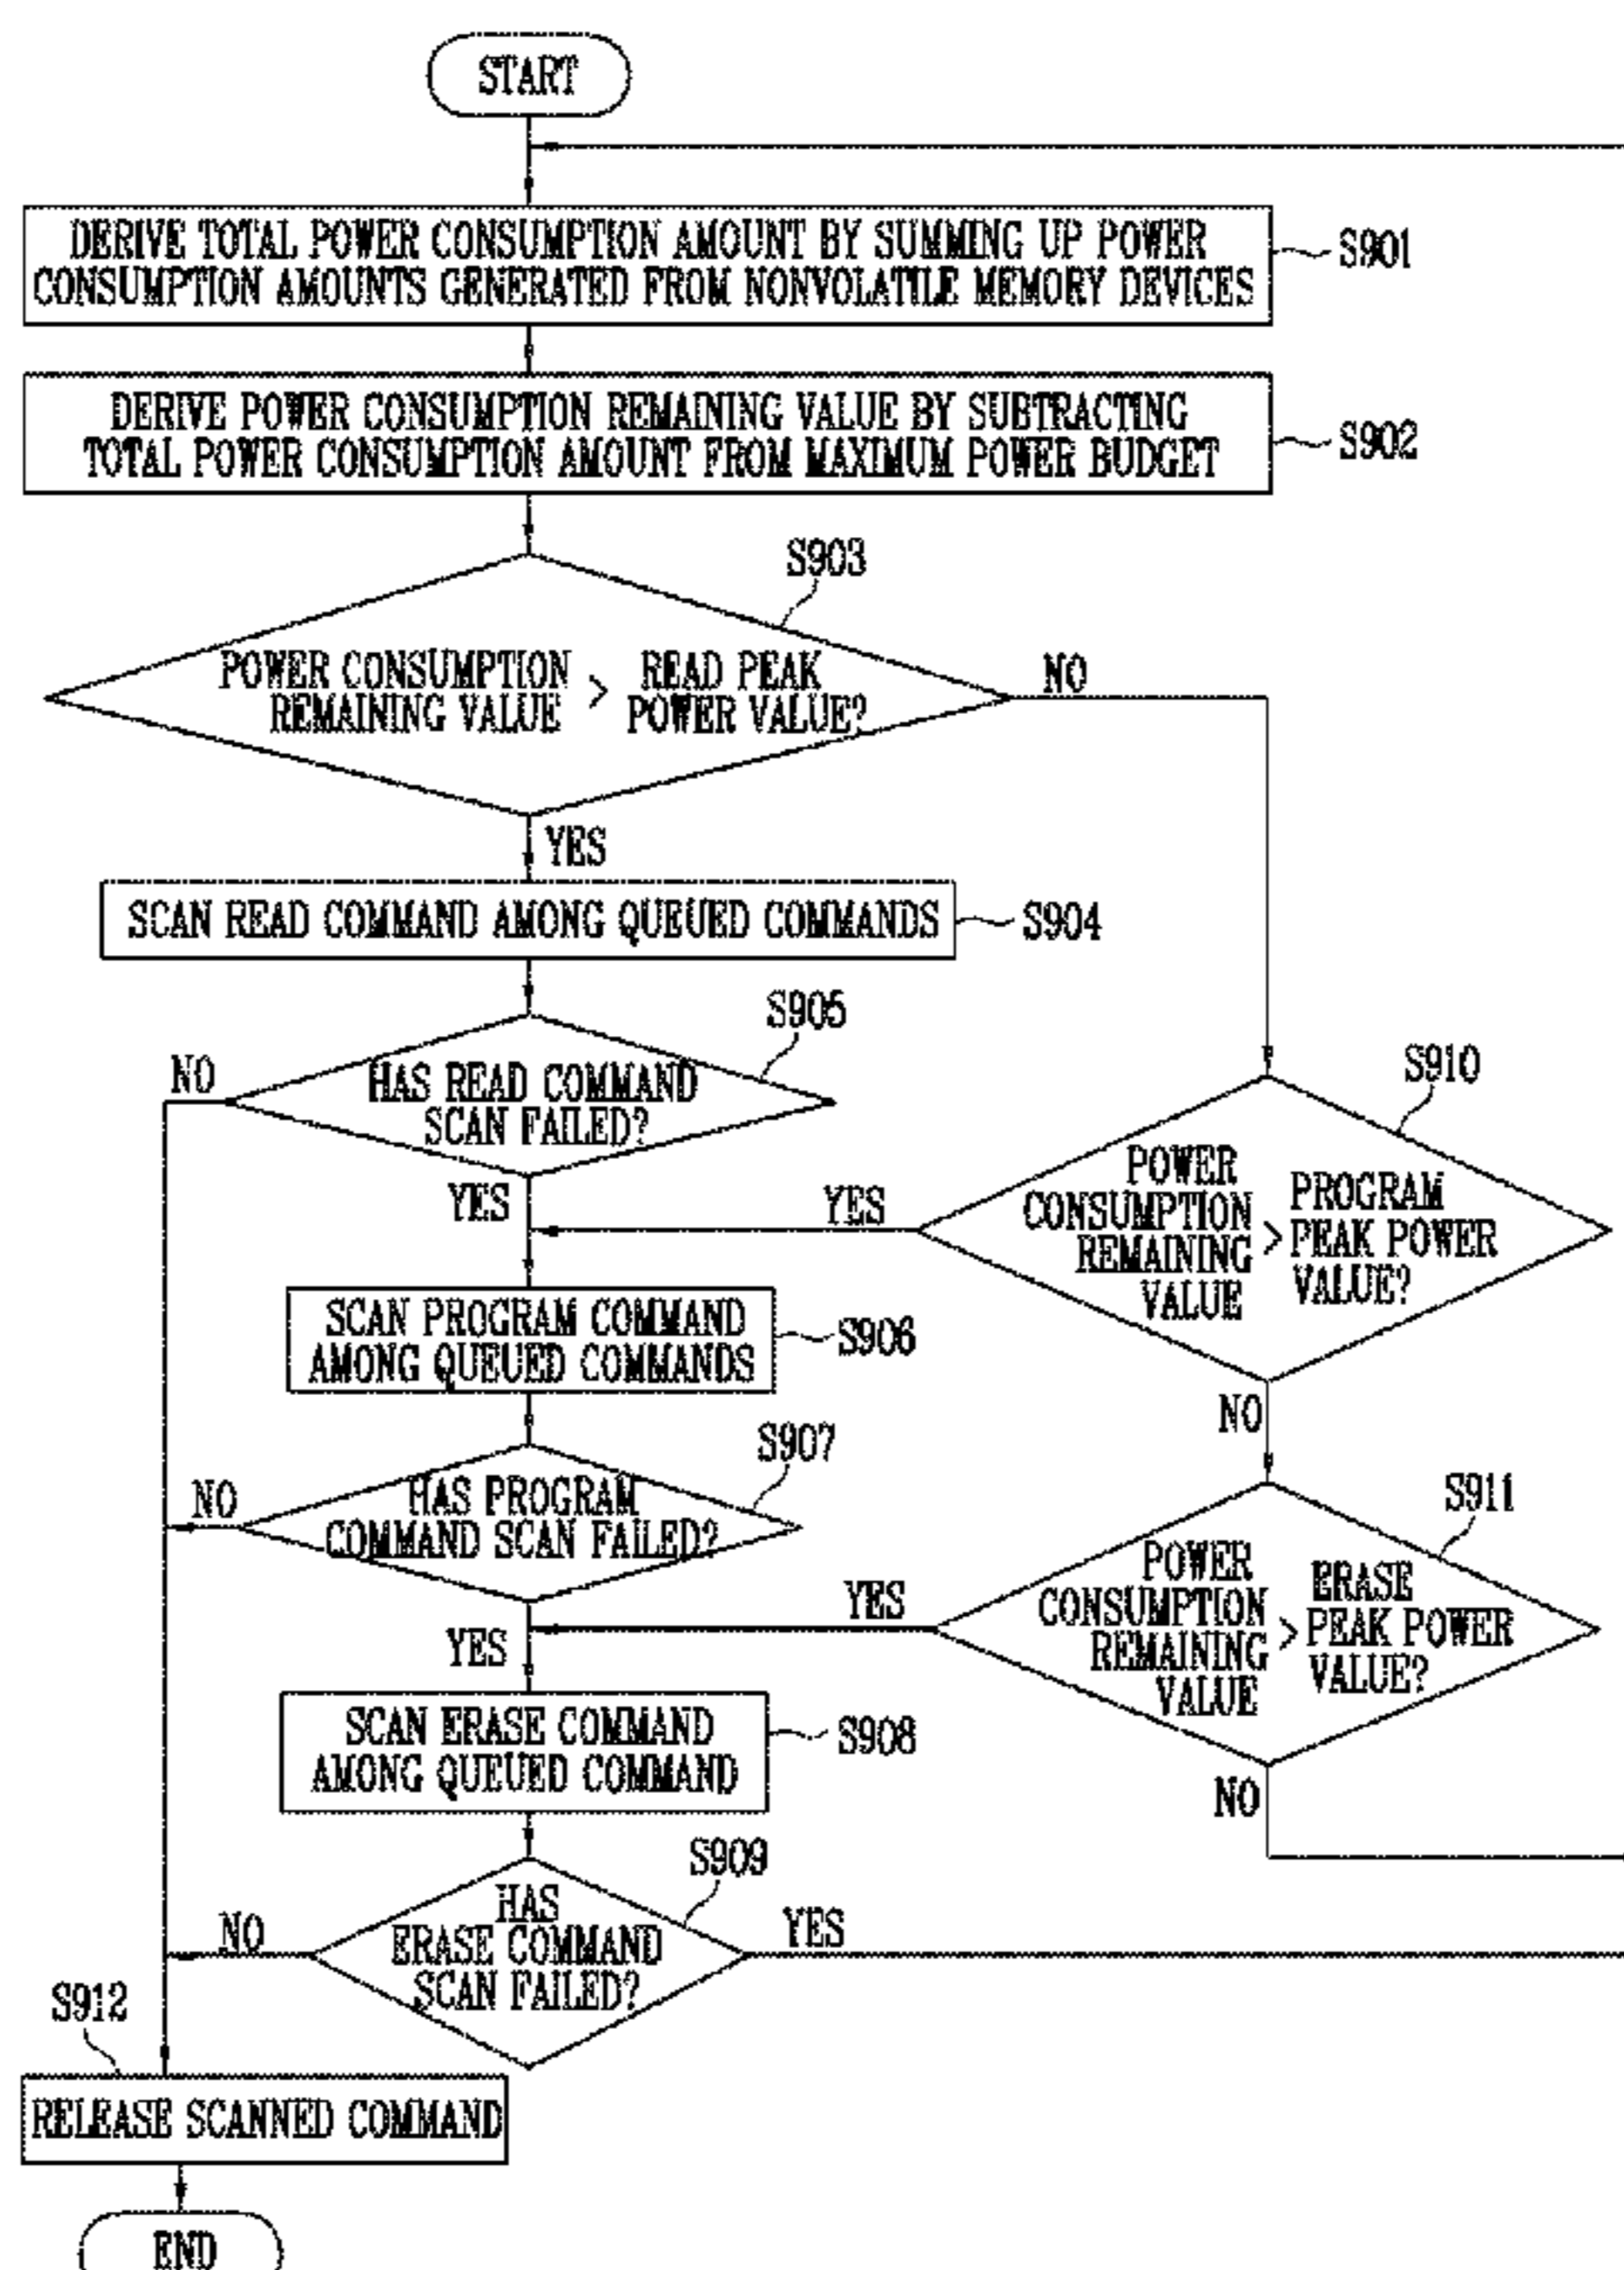 START
DERIVE TOTAL POWER CONSUMPTION AMOUNT BY SUMMING UP POWER
CONSUMPTION AMOUNTS GENERATED FROM NONVOLATILE MEMORY DEVICES
S901
DERIVE POWER CONSUMPTION REMAINING VALUE BY SUBTRACTING
TOTAL POWER CONSUMPTION AMOUNT FROM MAXIMUM POWER BUDGET
S902
S903
POWER CONSUMPTION
REMAINING VALUE
>
READ PEAK
POWER VALUE?
NO
YES
SCAN READ COMMAND AMONG QUEUED COMMANDS
S904
S905
HAS READ COMMAND
SCAN FAILED?
NO
YES
S910
POWER
CONSUMPTION
REMAINING
VALUE
>
PROGRAM
PEAK POWER
VALUE?
YES
NO
SCAN PROGRAM COMMAND
AMONG QUEUED COMMANDS
S906
S907
HAS PROGRAM
COMMAND SCAN FAILED?
NO
YES
S911
POWER
CONSUMPTION
REMAINING
VALUE
>
ERASE
PEAK POWER
VALUE?
YES
NO
SCAN ERASE COMMAND
AMONG QUEUED COMMAND
S908
S909
HAS
ERASE COMMAND
SCAN FAILED?
NO
YES
S912
RELEASE SCANNED COMMAND
END